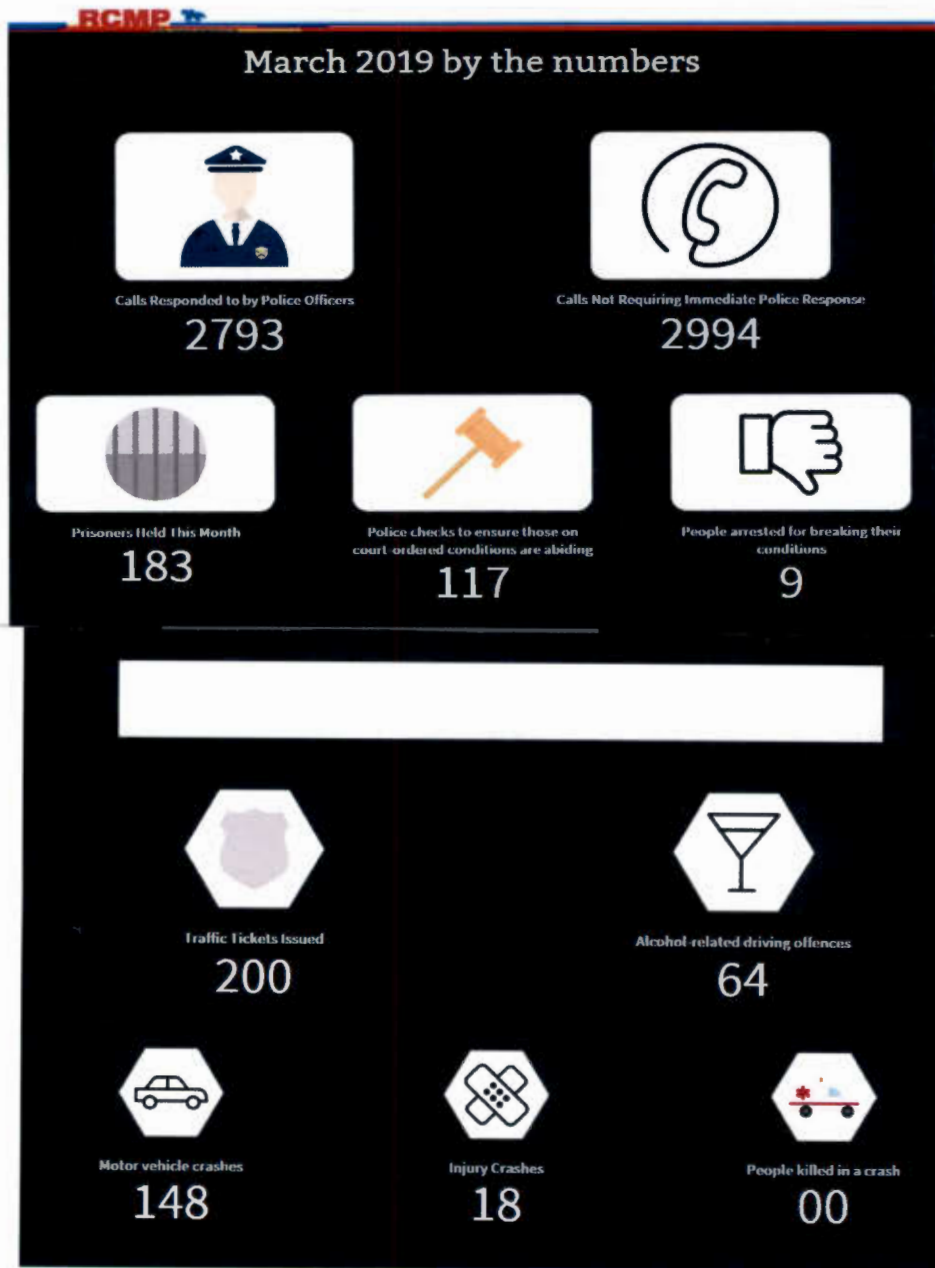 RCMP
March 2019 by the numbers
Calls Responded to by Police Officers
2793
Calls Not Requiring Immediate Police Response
2994
Prisoners Held This Month
183
Police checks to ensure those on
court-ordered conditions are abiding
117
People arrested for breaking their
conditions
9
Traffic Tickets Issued
200
Alcohol-related driving offences
64
Motor vehicle crashes
148
Injury Crashes
18
People killed in a crash
00